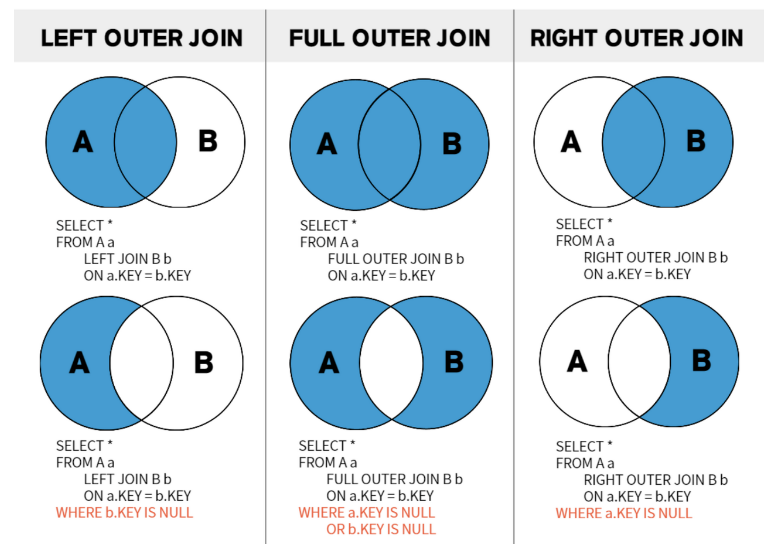 LEFT OUTER JOIN
FULL OUTER JOIN
RIGHT OUTER JOIN
A
B
A
B
A
B
SELECT *
FROM A a
LEFT JOIN B b
ON a.KEY = b.KEY
SELECT *
FROM A a
FULL OUTER JOIN B b
ON a.KEY = b.KEY
SELECT *
FROM A a
RIGHT OUTER JOIN B b
ON a.KEY = b.KEY
A
B
A
B
A
B
SELECT *
FROM A a
LEFT JOIN B b
ON a.KEY = b.KEY
WHERE b.KEY IS NULL
SELECT *
FROM A a
FULL OUTER JOIN B b
ON a.KEY = b.KEY
WHERE a.KEY IS NULL
OR b.KEY IS NULL
SELECT *
FROM A a
RIGHT OUTER JOIN B b
ON a.KEY = b.KEY
WHERE a.KEY IS NULL